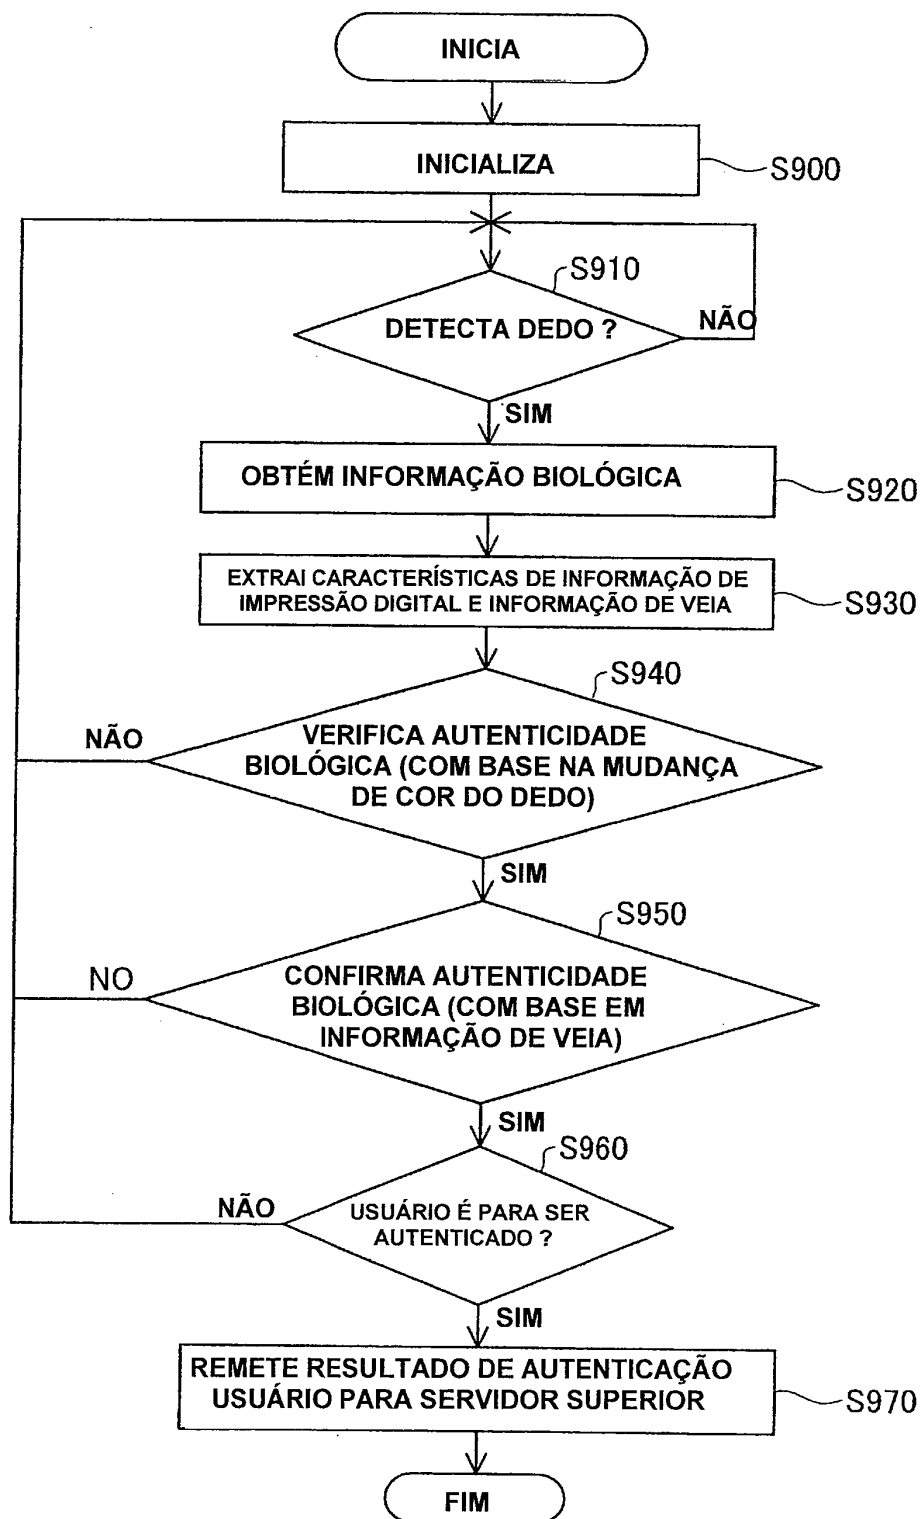 INICIA
INICIALIZA
S900
S910
DETECTA DEDO ?
NÃO
SIM
OBTÉM INFORMAÇÃO BIOLÓGICA
S920
EXTRAI CARACTERÍSTICAS DE INFORMAÇÃO DE
IMPRESSÃO DIGITAL E INFORMAÇÃO DE VEIA
S930
S940
NÃO
VERIFICA AUTENTICIDADE
BIOLÓGICA (COM BASE NA MUDANÇA
DE COR DO DEDO)
SIM
S950
NO
CONFIRMA AUTENTICIDADE
BIOLÓGICA (COM BASE EM
INFORMAÇÃO DE VEIA)
SIM
S960
NÃO
USUÁRIO É PARA SER
AUTENTICADO ?
SIM
REMETE RESULTADO DE AUTENTICAÇÃO
USUÁRIO PARA SERVIDOR SUPERIOR
S970
FIM